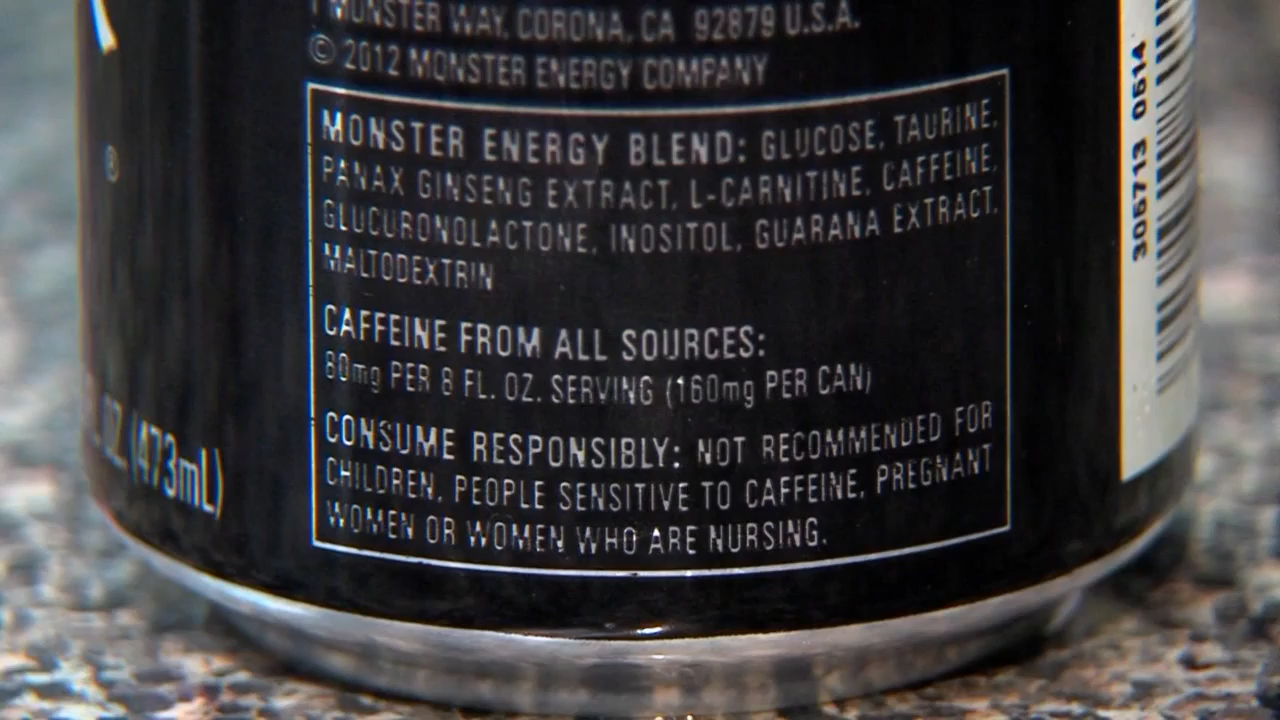 1 MONSTER WAY, CORONA, CA 92879 U.S.A.
© 2012 MONSTER ENERGY COMPANY
MONSTER ENERGY BLEND: GLUCOSE, TAURINE,
PANAX GINSENG EXTRACT, L-CARNITINE, CAFFEINE,
GLUCURONOLACTONE, INOSITOL, GUARANA EXTRACT,
MALTODEXTRIN
CAFFEINE FROM ALL SOURCES:
80mg PER 8 FL. OZ. SERVING (160mg PER CAN)
CONSUME RESPONSIBLY: NOT RECOMMENDED FOR
CHILDREN, PEOPLE SENSITIVE TO CAFFEINE, PREGNANT
WOMEN OR WOMEN WHO ARE NURSING.
®
. OZ. (473mL)
306713 0614